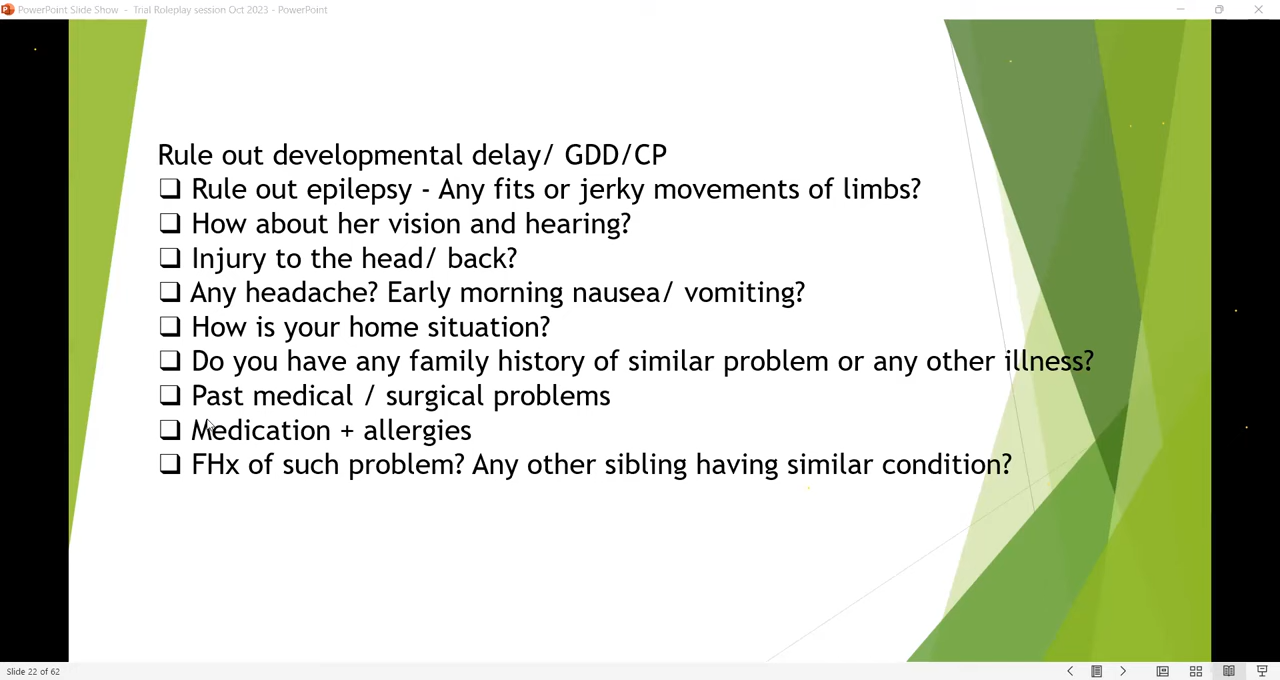 PowerPoint Slide Show - Trial Roleplay session Oct 2023 - PowerPoint
Rule out developmental delay/ GDD/CP
❑ Rule out epilepsy - Any fits or jerky movements of limbs?
❑ How about her vision and hearing?
❑ Injury to the head/ back?
❑ Any headache? Early morning nausea/ vomiting?
❑ How is your home situation?
❑ Do you have any family history of similar problem or any other illness?
❑ Past medical / surgical problems
❑ Medication + allergies
❑ FHx of such problem? Any other sibling having similar condition?
Slide 22 of 62